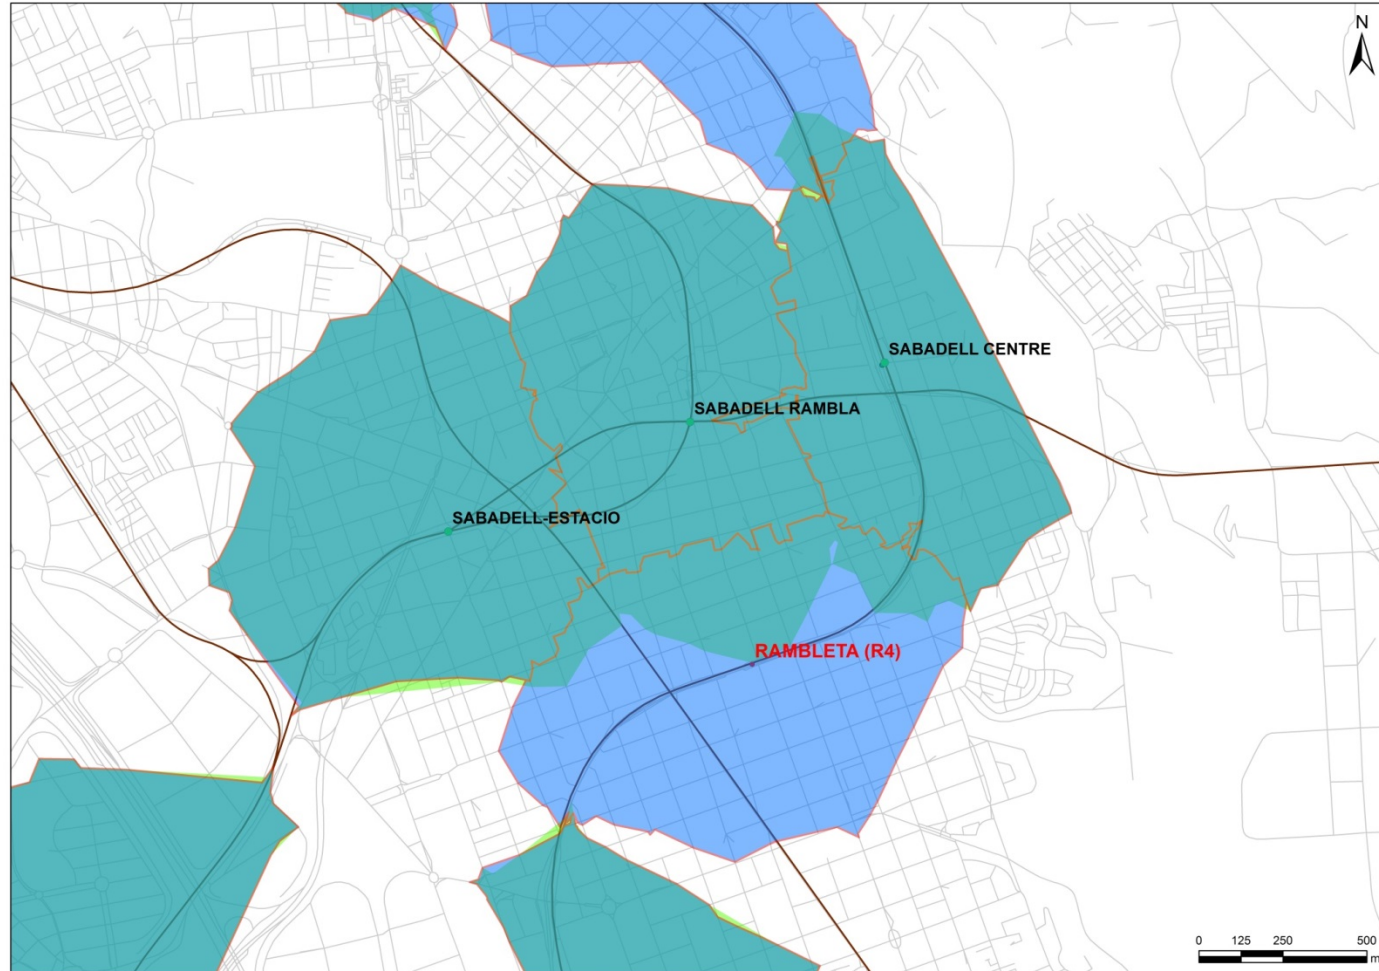 N
SABADELL CENTRE
SABADELL RAMBLA
SABADELL-ESTACIO
RAMBLETA (R4)
0 125 250 500
m